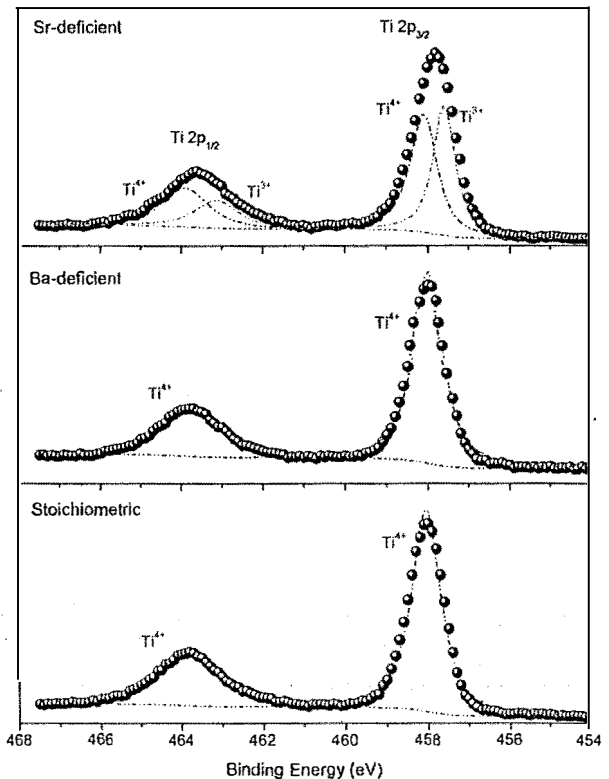 Sr-deficient
Ti 2p3/2
Ti4+
Ti3+
Ti 2p1/2
Ti4+
Ti3+
Ba-deficient
Ti4+
Ti4+
Stoichiometric
Ti4+
Ti4+
468 466 464 462 460 458 456 454
Binding Energy (eV)